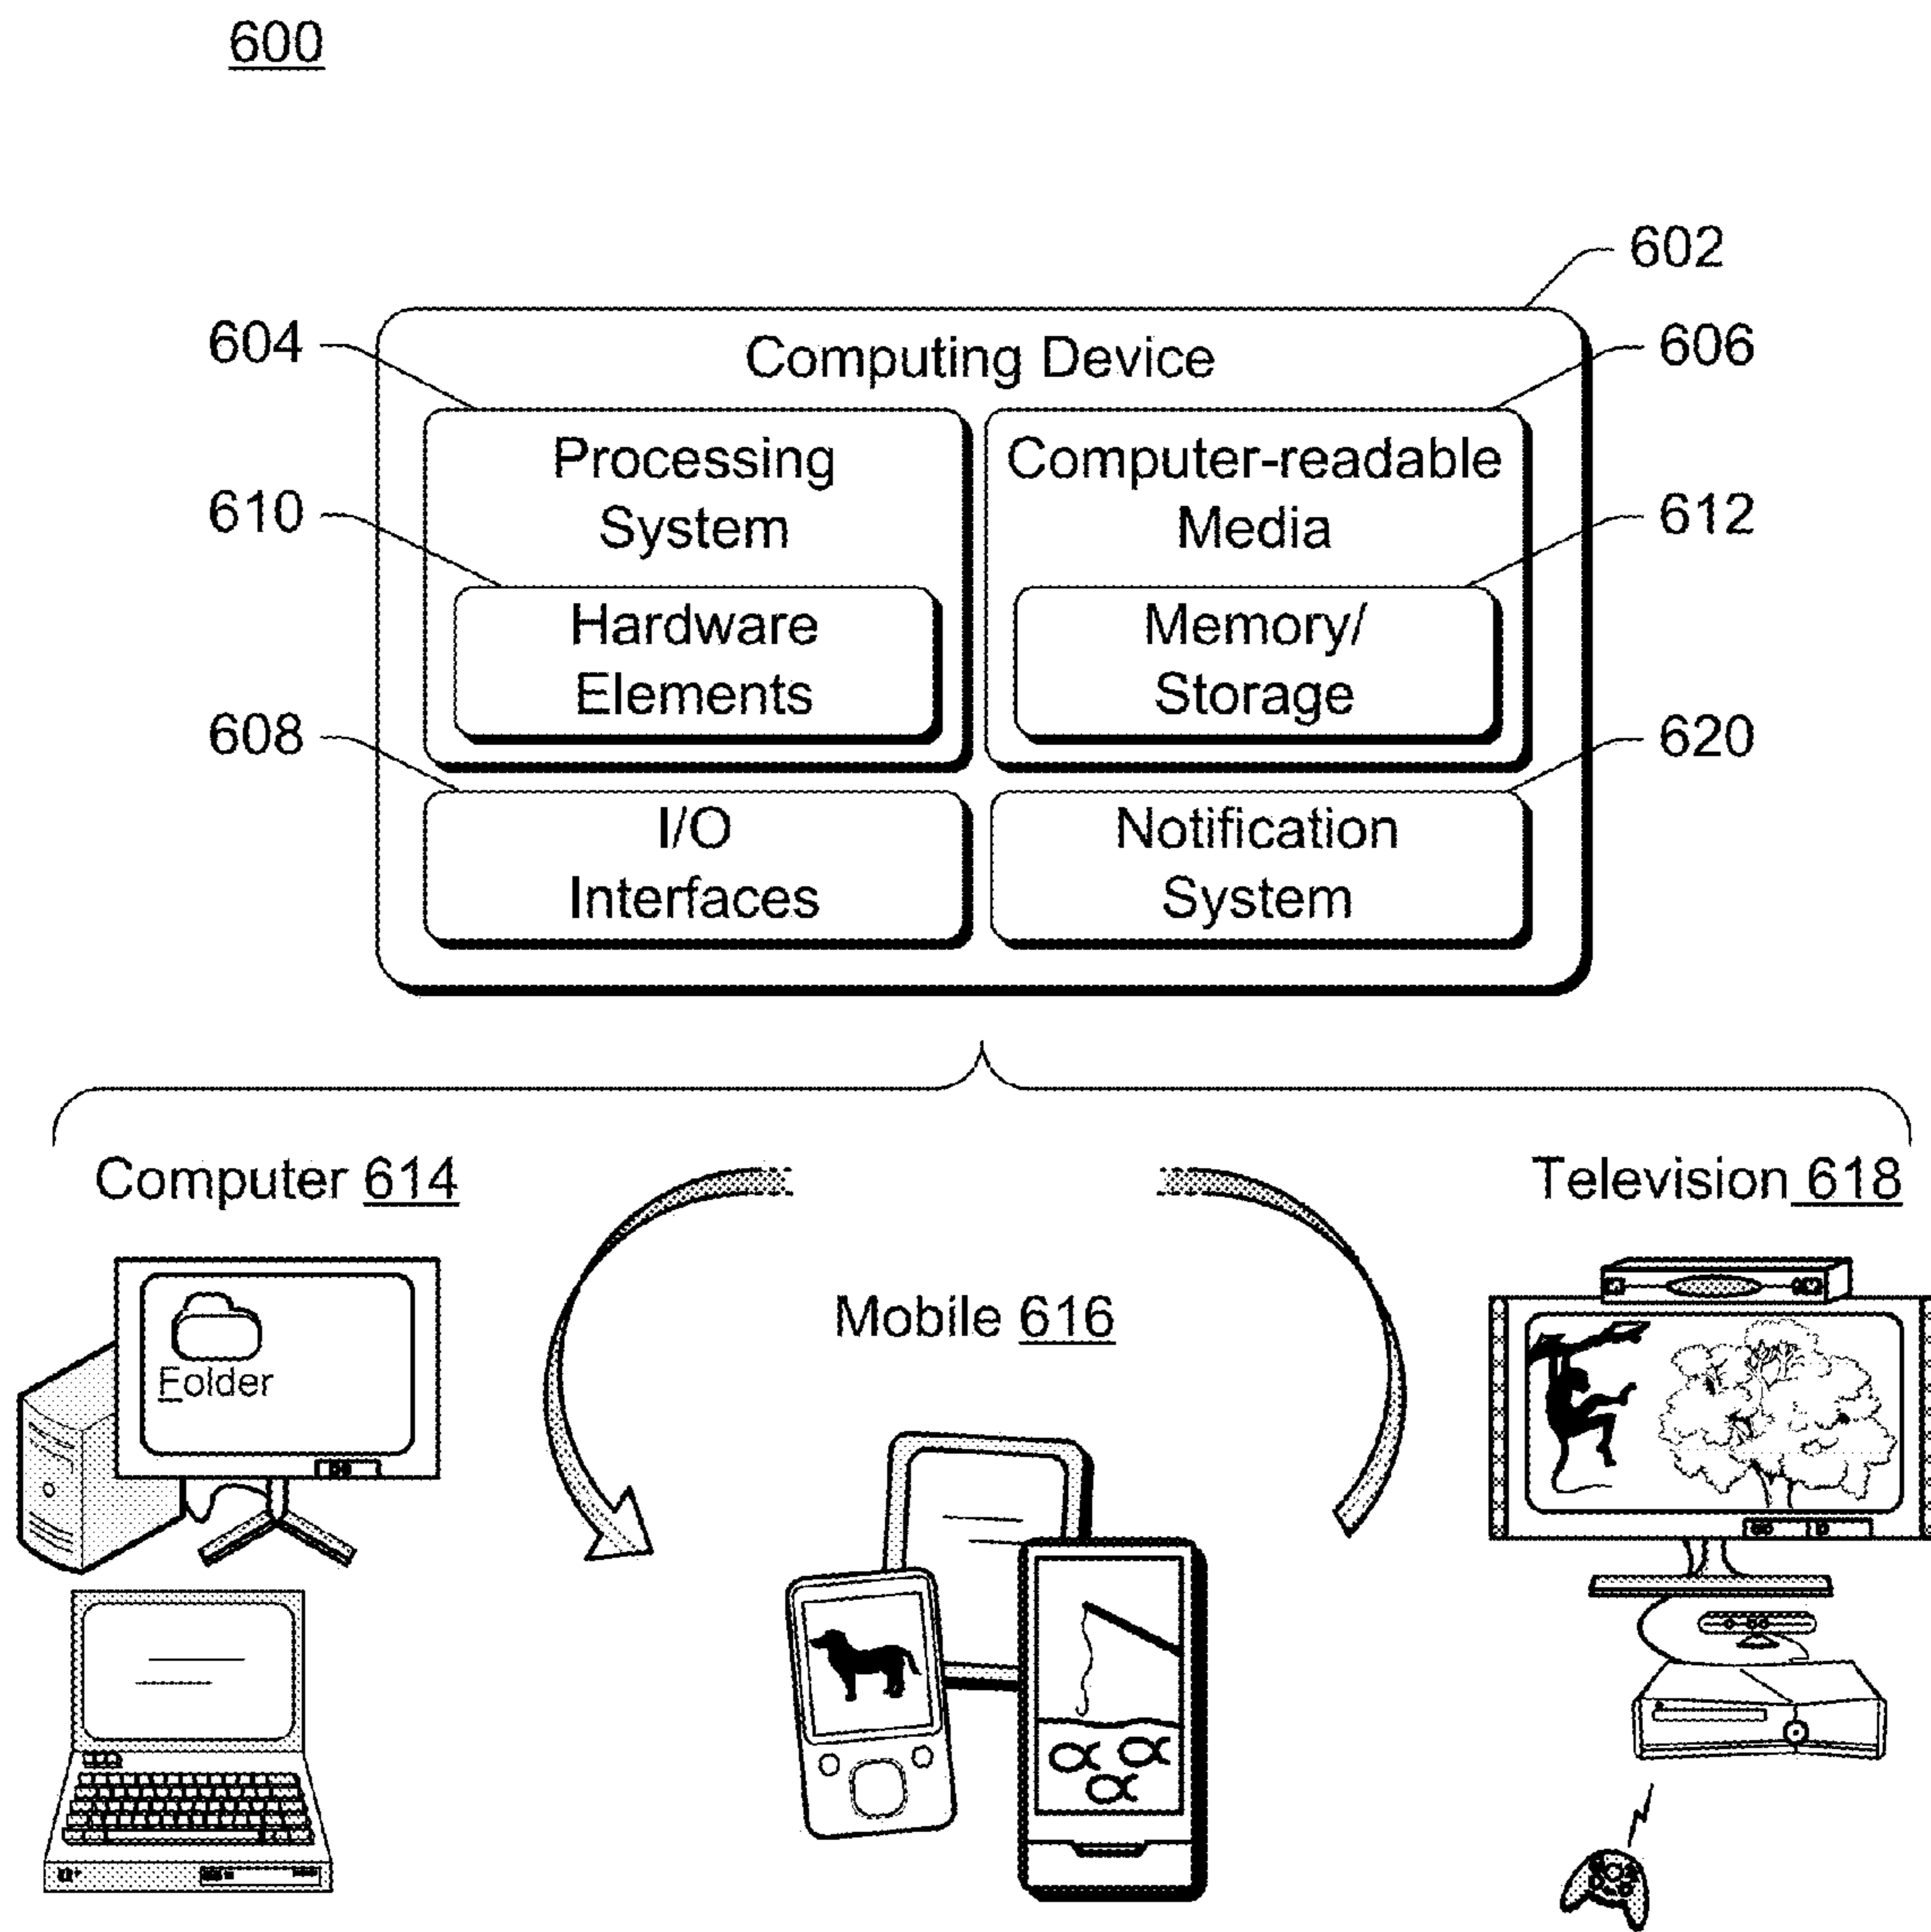 600
602
604
Computing Device
606
Processing
System
Computer-readable
Media
610
612
Hardware
Elements
Memory/
Storage
608
620
I/O
Interfaces
Notification
System
Computer 614
Television 618
Mobile 616
Folder